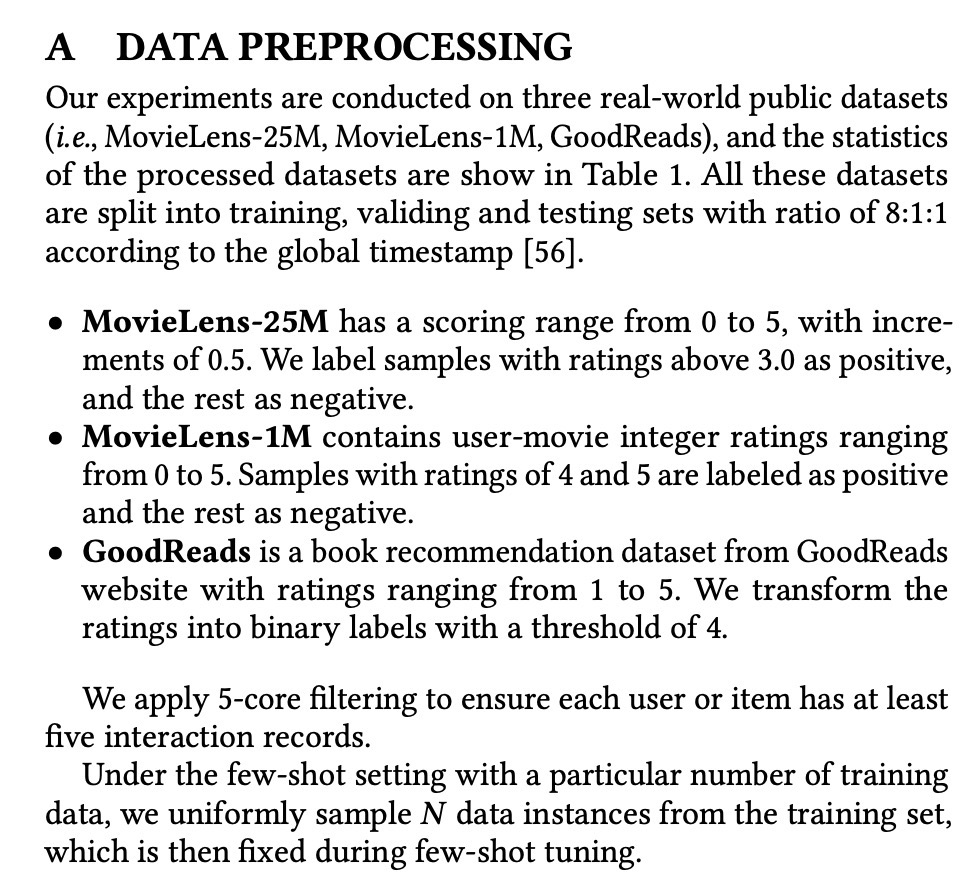 A DATA PREPROCESSING
Our experiments are conducted on three real-world public datasets
(i.e., MovieLens-25M, MovieLens-1M, GoodReads), and the statistics
of the processed datasets are show in Table 1. All these datasets
are split into training, validing and testing sets with ratio of 8:1:1
according to the global timestamp [56].
• MovieLens-25M has a scoring range from 0 to 5, with incre-
ments of 0.5. We label samples with ratings above 3.0 as positive,
and the rest as negative.
• MovieLens-1M contains user-movie integer ratings ranging
from 0 to 5. Samples with ratings of 4 and 5 are labeled as positive
and the rest as negative.
• GoodReads is a book recommendation dataset from GoodReads
website with ratings ranging from 1 to 5. We transform the
ratings into binary labels with a threshold of 4.
We apply 5-core filtering to ensure each user or item has at least
five interaction records.
Under the few-shot setting with a particular number of training
data, we uniformly sample N data instances from the training set,
which is then fixed during few-shot tuning.